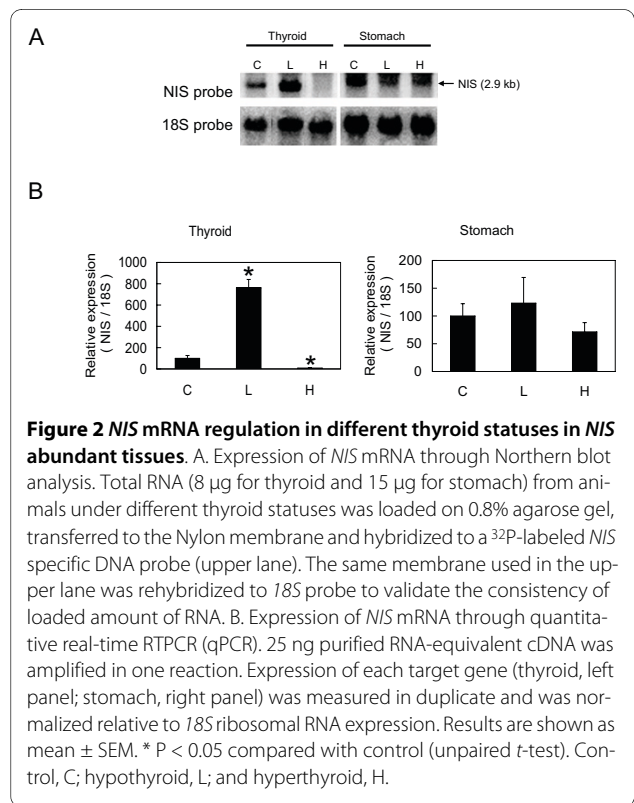 A
Thyroid Stomach
C L H C L H
NIS probe
NIS (2.9 kb)
18S probe
B
Thyroid
Relative expression
( NIS / 18S)
1000
800
600
400
200
0
*
*
C L H
Stomach
Relative expression
( NIS / 18S)
200
150
100
50
0
C L H
Figure 2 NIS mRNA regulation in different thyroid statuses in NIS
abundant tissues. A. Expression of NIS mRNA through Northern blot
analysis. Total RNA (8 μg for thyroid and 15 μg for stomach) from ani-
mals under different thyroid statuses was loaded on 0.8% agarose gel,
transferred to the Nylon membrane and hybridized to a ³²P-labeled NIS
specific DNA probe (upper lane). The same membrane used in the up-
per lane was rehybridized to 18S probe to validate the consistency of
loaded amount of RNA. B. Expression of NIS mRNA through quantita-
tive real-time RTPCR (qPCR). 25 ng purified RNA-equivalent cDNA was
amplified in one reaction. Expression of each target gene (thyroid, left
panel; stomach, right panel) was measured in duplicate and was nor-
malized relative to 18S ribosomal RNA expression. Results are shown as
mean ± SEM. * P < 0.05 compared with control (unpaired t-test). Con-
trol, C; hypothyroid, L; and hyperthyroid, H.